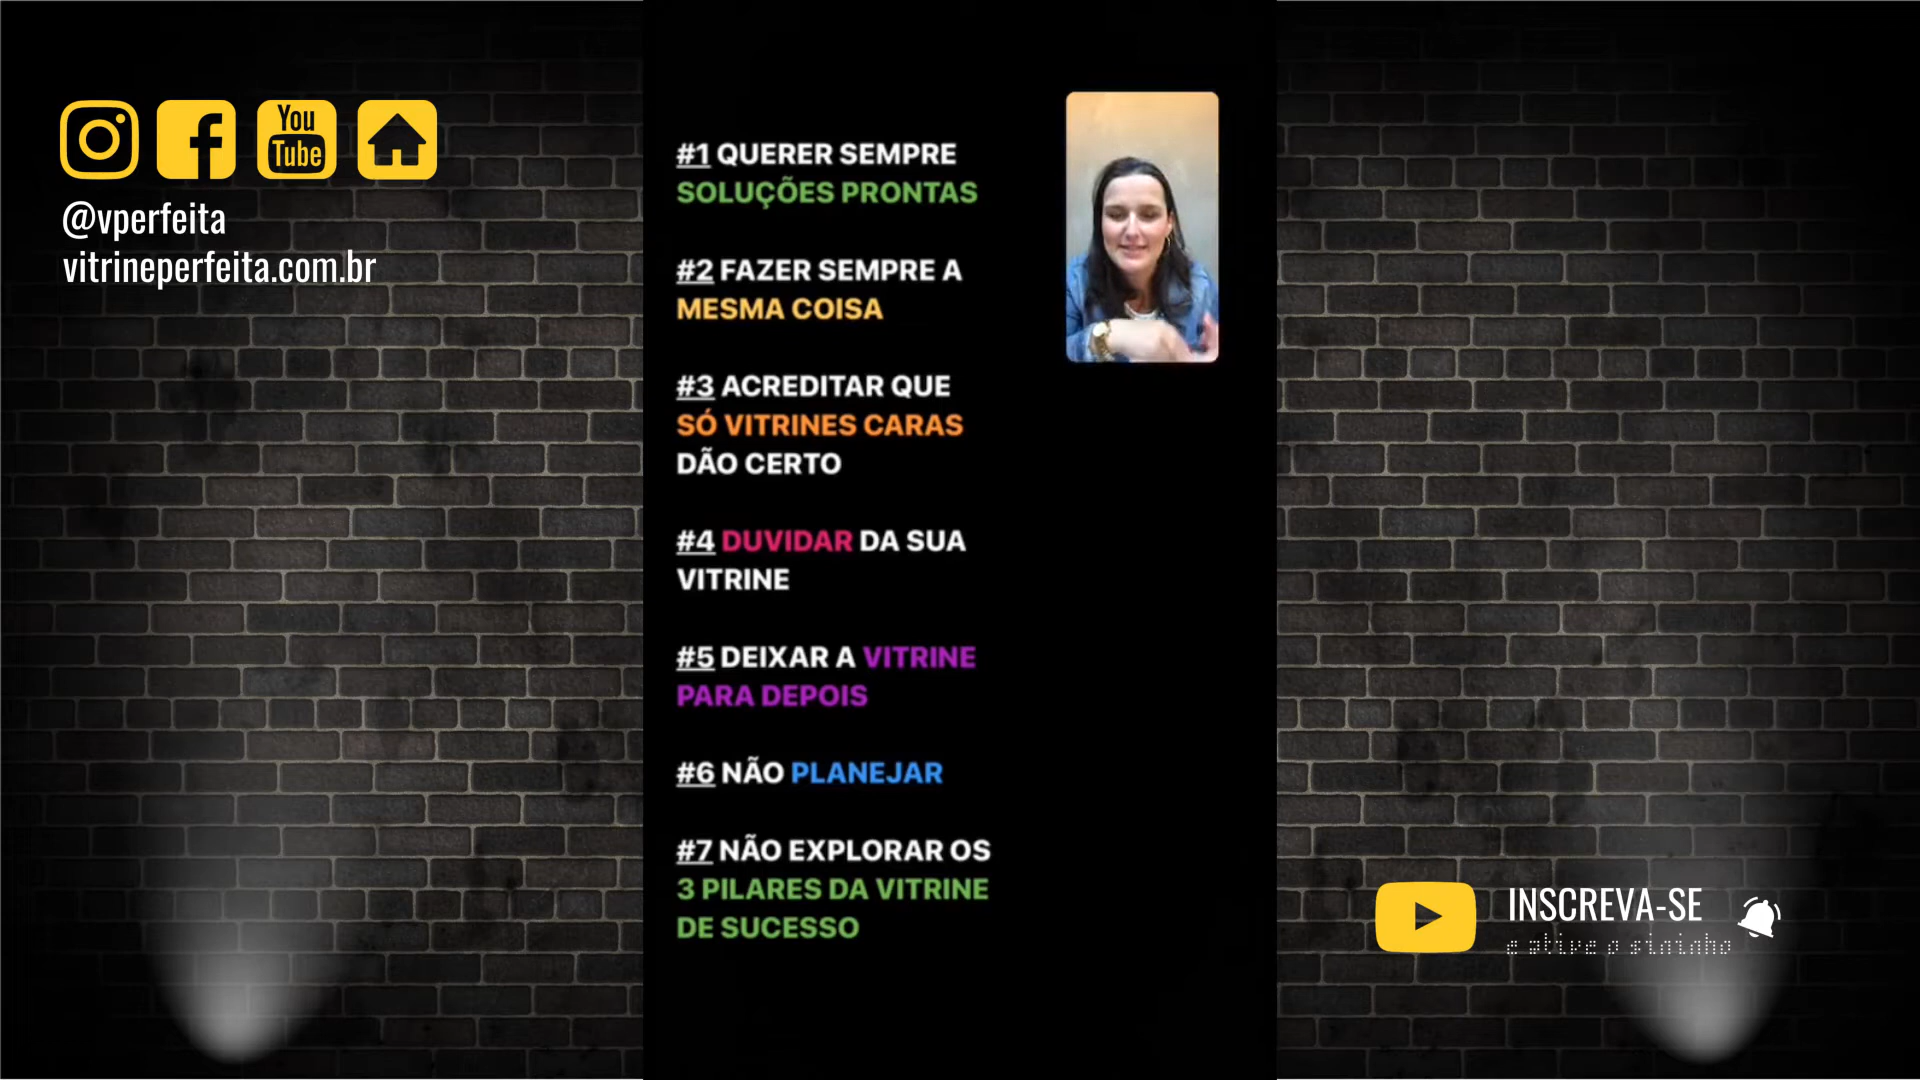 You
Tube
@vperfeita
vitrineperfeita.com.br
#1 QUERER SEMPRE
SOLUÇÕES PRONTAS
#2 FAZER SEMPRE A
MESMA COISA
#3 ACREDITAR QUE
SÓ VITRINES CARAS
DÃO CERTO
#4 DUVIDAR DA SUA
VITRINE
#5 DEIXAR A VITRINE
PARA DEPOIS
#6 NÃO PLANEJAR
#7 NÃO EXPLORAR OS
3 PILARES DA VITRINE
DE SUCESSO
INSCREVA-SE
e ative o sininho